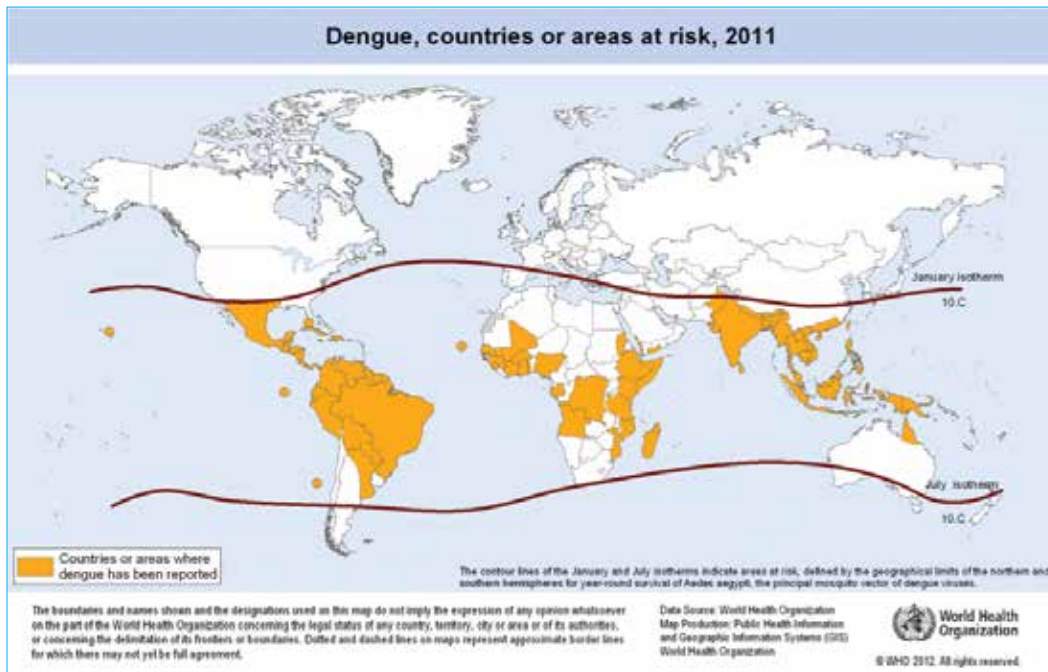 Dengue, countries or areas at risk, 2011
January isotherm
10.C
July isotherm
10.C
Countries or areas where
dengue has been reported
The contour lines of the January and July isotherms indicate areas at risk, defined by the geographical limits of the northern and
southern hemispheres for year-round survival of Aedes aegypti, the principal mosquito vector of dengue viruses.
The boundaries and names shown and the designations used on this map do not imply the expression of any opinion whatsoever
on the part of the World Health Organization concerning the legal status of any country, territory, city or area or of its authorities,
or concerning the delimitation of its frontiers or boundaries. Dotted and dashed lines on maps represent approximate border lines
for which there may not yet be full agreement.
Data Source: World Health Organization
Map Production: Public Health Information
and Geographic Information Systems (GIS)
World Health Organization
World Health
Organization
© WHO 2012. All rights reserved.